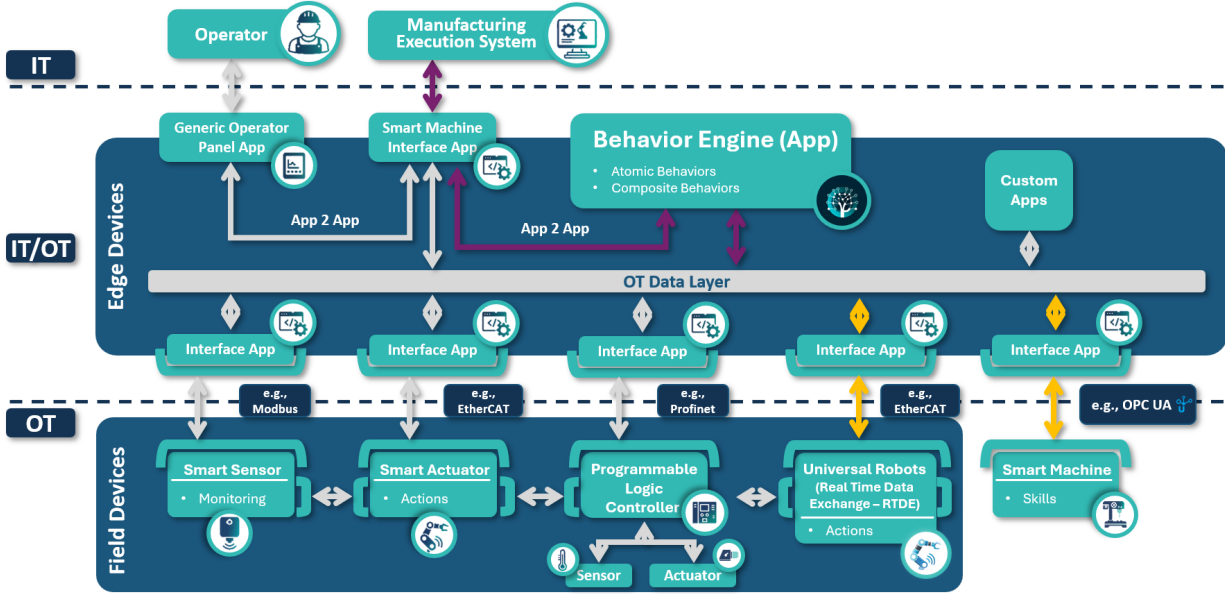 Operator
Manufacturing
Execution System
IT
Generic Operator
Panel App
Smart Machine
Interface App
Behavior Engine (App)
• Atomic Behaviors
• Composite Behaviors
Custom
Apps
App 2 App
App 2 App
IT/OT
Edge Devices
OT Data Layer
Interface App
Interface App
Interface App
Interface App
Interface App
e.g.,
Modbus
e.g.,
EtherCAT
e.g.,
Profinet
e.g.,
EtherCAT
e.g., OPC UA
OT
Field Devices
Smart Sensor
• Monitoring
Smart Actuator
• Actions
Programmable
Logic
Controller
Universal Robots
(Real Time Data
Exchange – RTDE)
• Actions
Smart Machine
• Skills
Sensor
Actuator